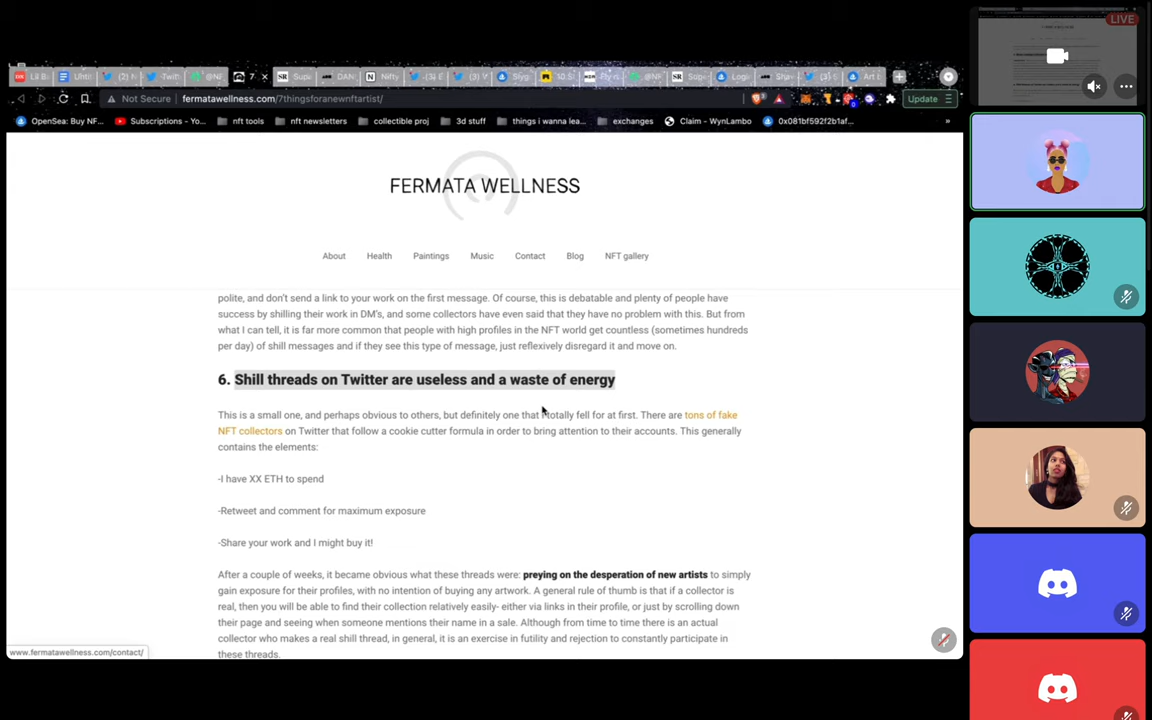 LIVE
Lil B
Unti
Twitt
@NF
7
Supe
DAN
Nifty
10.5
@NF
Supe
Logi
Sha
Art b
Not Secure
fermatawellness.com/7thingsforanewnftartist/
Update
OpenSea: Buy NF...
Subscriptions - Yo...
nft tools
nft newsletters
collectible proj
3d stuff
things i wanna lea...
exchanges
Claim – WynLambo
0x081bf592f2b1af...
»
FERMATA WELLNESS
About Health Paintings Music Contact Blog NFT gallery
polite, and don't send a link to your work on the first message. Of course, this is debatable and plenty of people have
success by shilling their work in DM's, and some collectors have even said that they have no problem with this. But from
what I can tell, it is far more common that people with high profiles in the NFT world get countless (sometimes hundreds
per day) of shill messages and if they see this type of message, just reflexively disregard it and move on.
6. Shill threads on Twitter are useless and a waste of energy
This is a small one, and perhaps obvious to others, but definitely one that I totally fell for at first. There are tons of fake
NFT collectors on Twitter that follow a cookie cutter formula in order to bring attention to their accounts. This generally
contains the elements:
-I have XX ETH to spend
-Retweet and comment for maximum exposure
-Share your work and I might buy it!
After a couple of weeks, it became obvious what these threads were: preying on the desperation of new artists to simply
gain exposure for their profiles, with no intention of buying any artwork. A general rule of thumb is that if a collector is
real, then you will be able to find their collection relatively easily- either via links in their profile, or just by scrolling down
their page and seeing when someone mentions their name in a sale. Although from time to time there is an actual
collector who makes a real shill thread, in general, it is an exercise in futility and rejection to constantly participate in
these threads.
www.fermatawellness.com/contact/